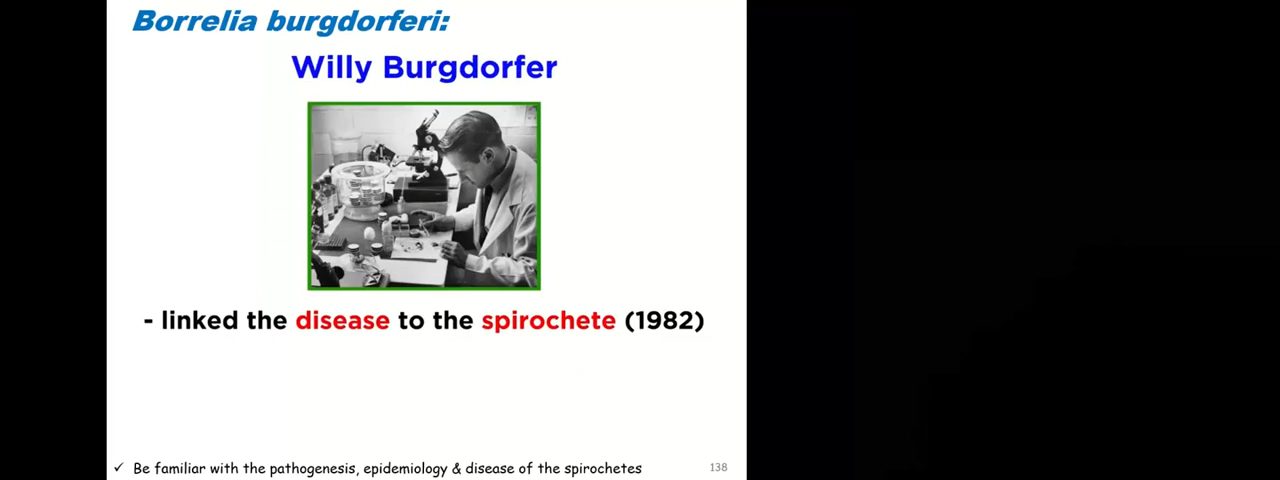 Borrelia burgdorferi:
Willy Burgdorfer
- linked the disease to the spirochete (1982)
✓ Be familiar with the pathogenesis, epidemiology & disease of the spirochetes
138